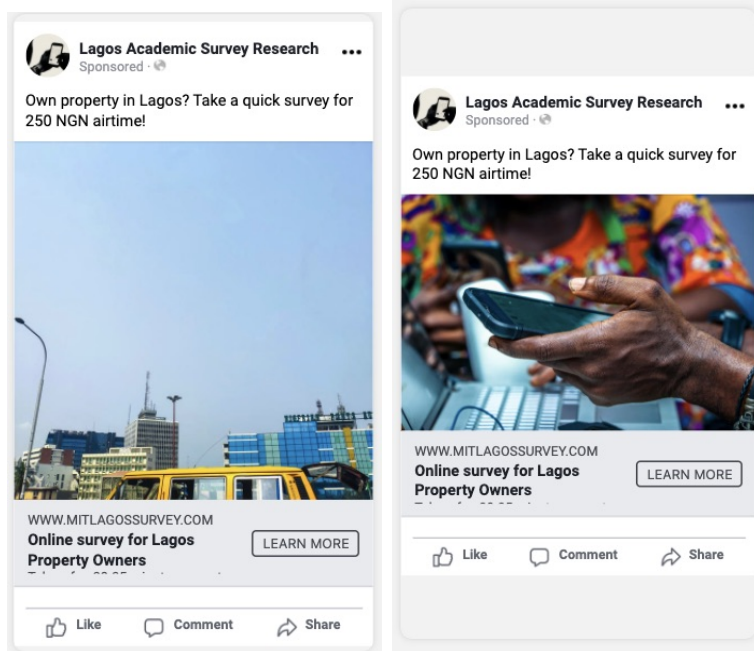 Lagos Academic Survey Research
Sponsored ·
Own property in Lagos? Take a quick survey for
250 NGN airtime!
WWW.MITLAGOSSURVEY.COM
Online survey for Lagos
Property Owners
LEARN MORE
Like
Comment
Share
Lagos Academic Survey Research
Sponsored ·
Own property in Lagos? Take a quick survey for
250 NGN airtime!
WWW.MITLAGOSSURVEY.COM
Online survey for Lagos
Property Owners
LEARN MORE
Like
Comment
Share